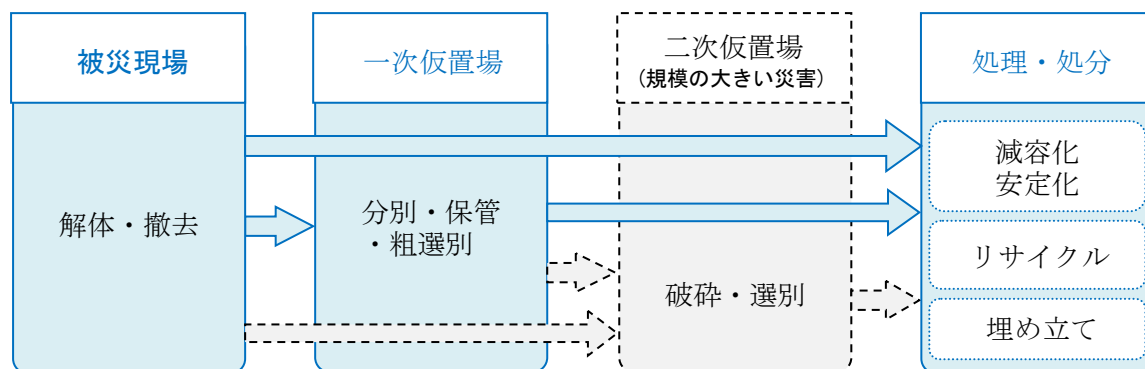 被災現場
解体・撤去
一次仮置場
分別・保管
・粗選別
二次仮置場
(規模の大きい災害)
破砕・選別
処理・処分
減容化
安定化
リサイクル
埋め立て